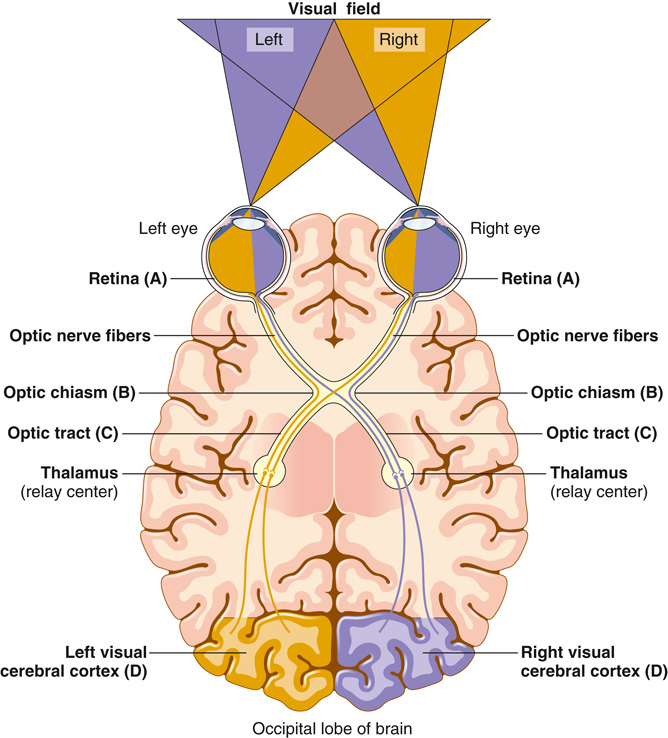 Visual field
Left
Right
Left eye
Right eye
Retina (A)
Retina (A)
Optic nerve fibers
Optic nerve fibers
Optic chiasm (B)
Optic chiasm (B)
Optic tract (C)
Optic tract (C)
Thalamus
(relay center)
Thalamus
(relay center)
Left visual
cerebral cortex (D)
Right visual
cerebral cortex (D)
Occipital lobe of brain